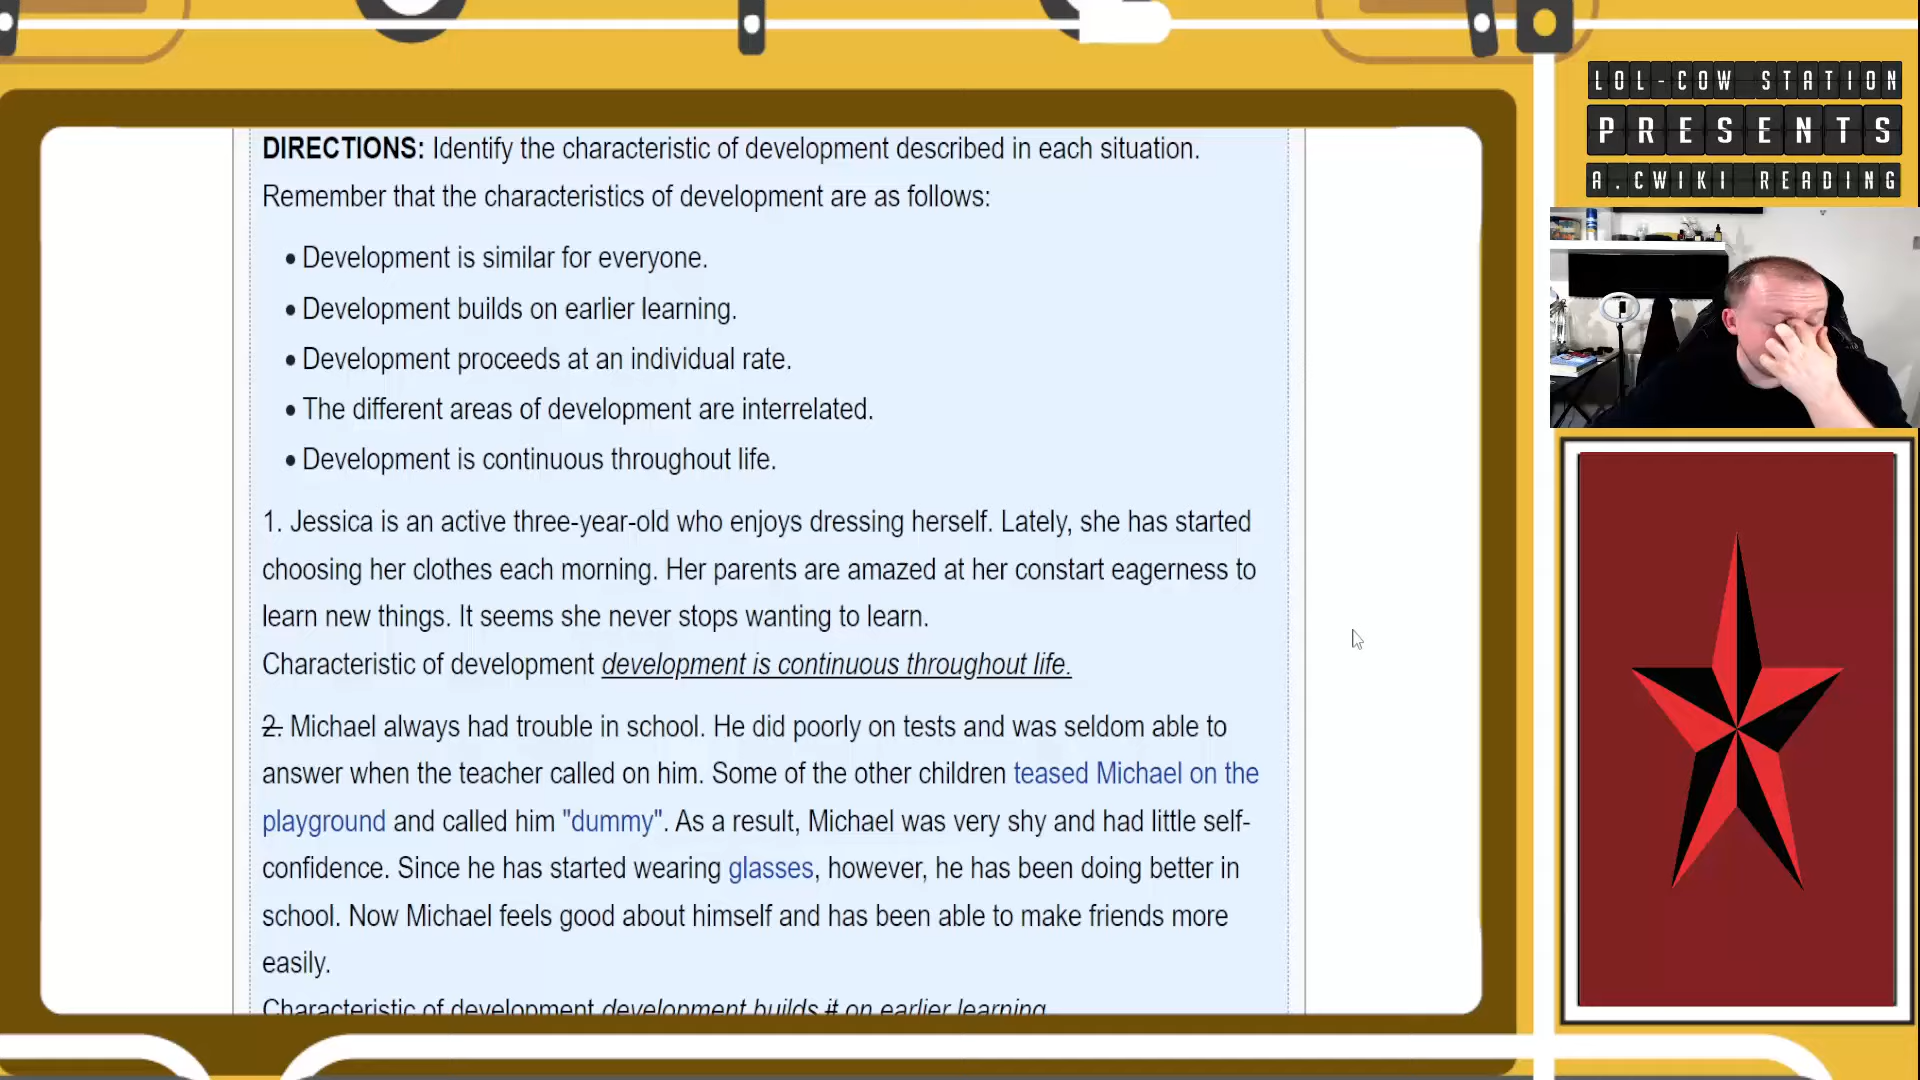 DIRECTIONS: Identify the characteristic of development described in each situation.
Remember that the characteristics of development are as follows:
• Development is similar for everyone.
• Development builds on earlier learning.
• Development proceeds at an individual rate.
• The different areas of development are interrelated.
• Development is continuous throughout life.
1. Jessica is an active three-year-old who enjoys dressing herself. Lately, she has started
choosing her clothes each morning. Her parents are amazed at her constart eagerness to
learn new things. It seems she never stops wanting to learn.
Characteristic of development development is continuous throughout life.
2. Michael always had trouble in school. He did poorly on tests and was seldom able to
answer when the teacher called on him. Some of the other children teased Michael on the
playground and called him "dummy". As a result, Michael was very shy and had little self-
confidence. Since he has started wearing glasses, however, he has been doing better in
school. Now Michael feels good about himself and has been able to make friends more
easily.
Characteristic of development development builds it on earlier learning
LOL-COW STATION
PRESENTS
A.CWIKI READING